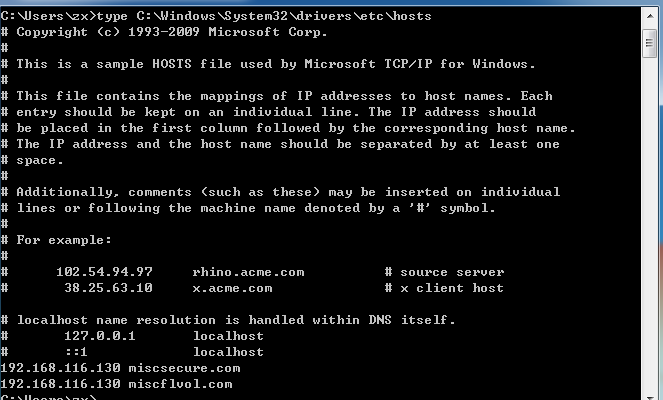 C:\Users\zx>type C:\Windows\System32\drivers\etc\hosts
# Copyright (c) 1993-2009 Microsoft Corp.
#
# This is a sample HOSTS file used by Microsoft TCP/IP for Windows.
#
# This file contains the mappings of IP addresses to host names. Each
# entry should be kept on an individual line. The IP address should
# be placed in the first column followed by the corresponding host name.
# The IP address and the host name should be separated by at least one
# space.
#
# Additionally, comments (such as these) may be inserted on individual
# lines or following the machine name denoted by a '#' symbol.
#
# For example:
#
#      102.54.94.97     rhino.acme.com          # source server
#       38.25.63.10     x.acme.com              # x client host

# localhost name resolution is handled within DNS itself.
#       127.0.0.1       localhost
#       ::1             localhost
192.168.116.130 miscsecure.com
192.168.116.130 miscflvol.com
C:\Users\zx>